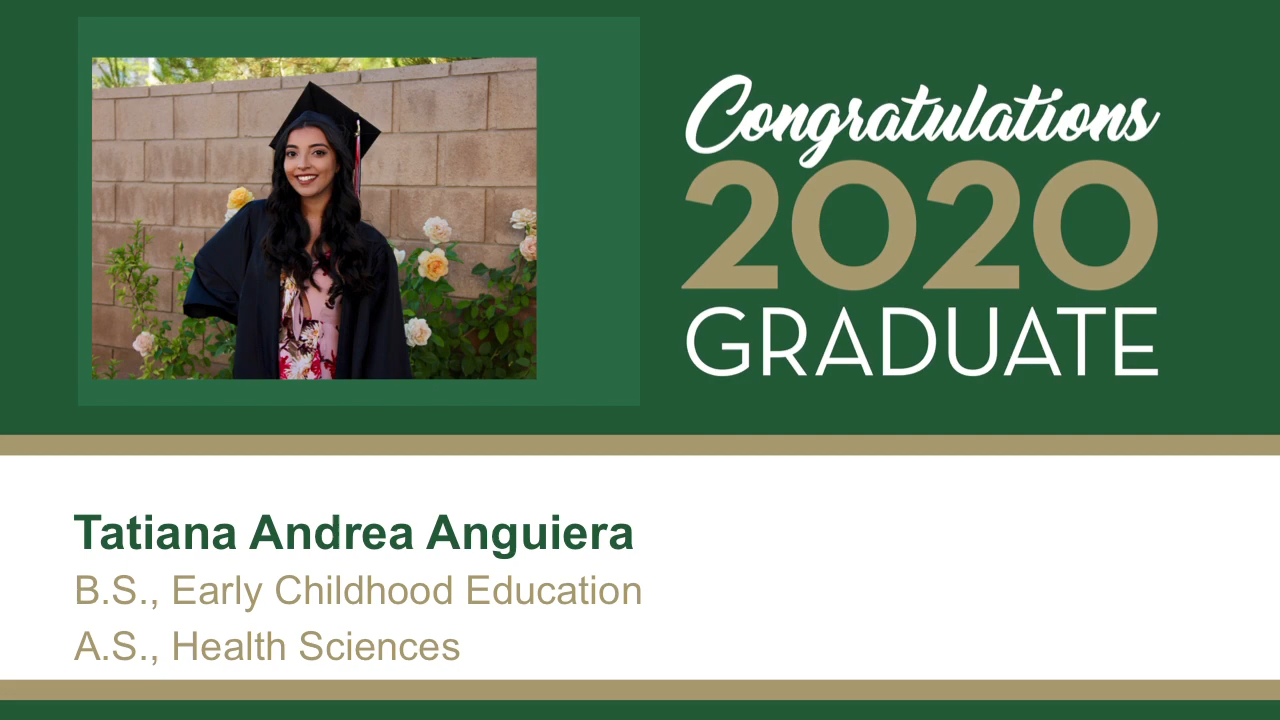 Congratulations
2020
GRADUATE
Tatiana Andrea Anguiera
B.S., Early Childhood Education
A.S., Health Sciences